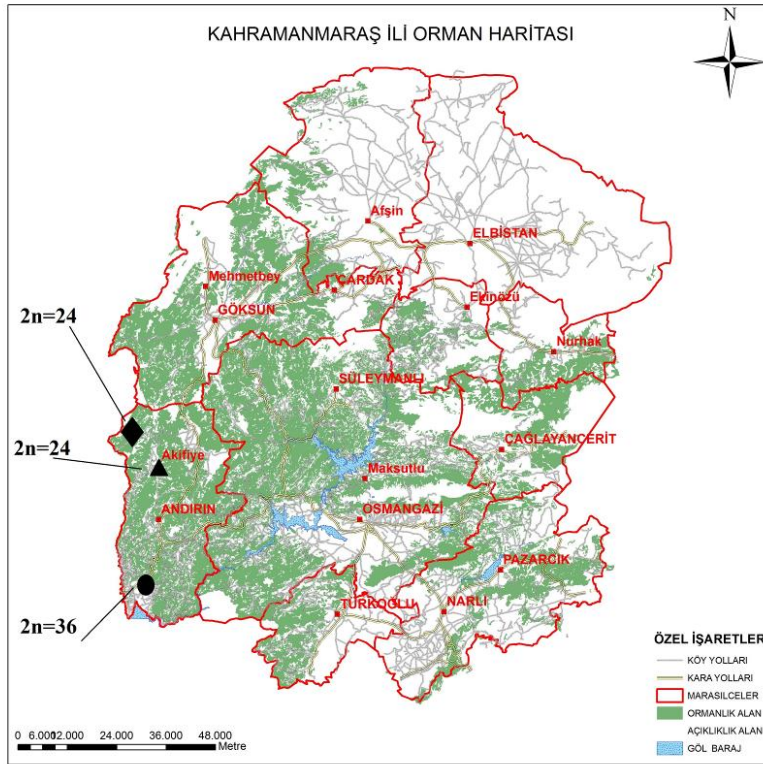 KAHRAMANMARAŞ İLİ ORMAN HARİTASI
N
Afşin
ELBİSTAN
Mehmetbey
ÇARDAK
Ekinözü
GÖKSUN
2n=24
Nurhak
SÜLEYMANLI
2n=24
Akifiye
ÇAĞLAYANCERİT
Maksutlu
ANDIRIN
OSMANGAZİ
PAZARCIK
2n=36
TÜRKOĞLU
NARLI
ÖZEL İŞARETLER
KÖY YOLLARI
KARA YOLLARI
MARASILCELER
ORMANLIK ALAN
AÇIKLIKLIK ALAN
GÖL BARAJ
0 6.000 12.000 24.000 36.000 48.000
Metre